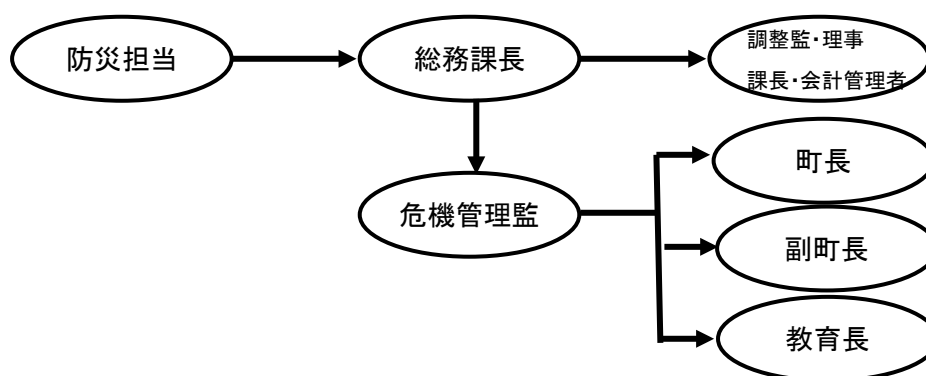 防災担当
総務課長
調整監・理事
課長・会計管理者
危機管理監
町長
副町長
教育長